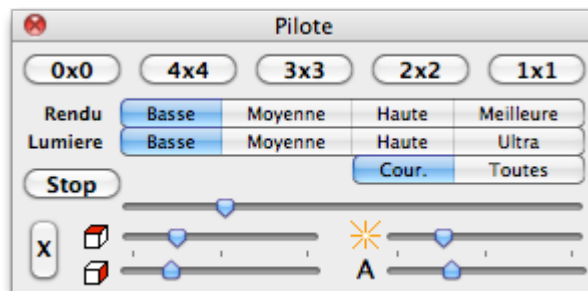 Pilote
0x0 4x4 3x3 2x2 1x1
Rendu Basse Moyenne Haute Meilleure
Lumiere Basse Moyenne Haute Ultra
Cour. Toutes
Stop
X
A